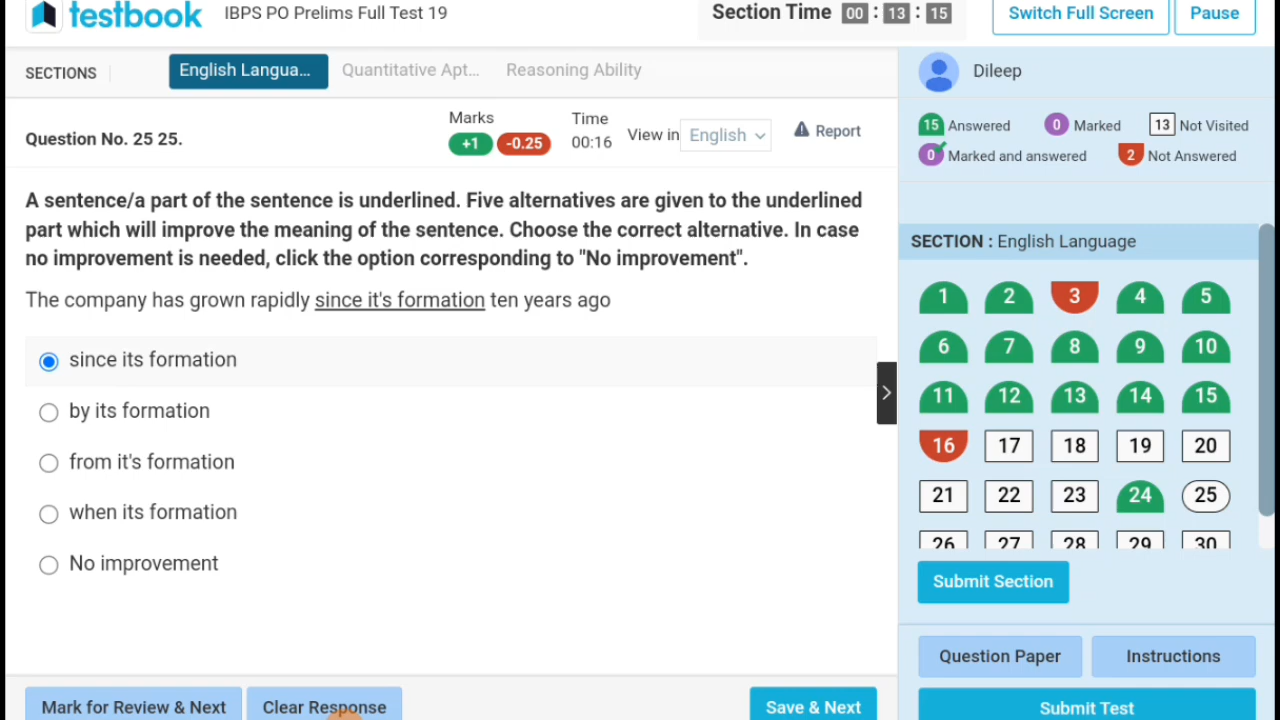 testbook IBPS PO Prelims Full Test 19 Section Time 00 : 13 : 15 Switch Full Screen Pause
SECTIONS English Langua... Quantitative Apt... Reasoning Ability
Dileep
Question No. 25 25. Marks +1 -0.25 Time 00:16 View in English Report
15 Answered 0 Marked 13 Not Visited
0 Marked and answered 2 Not Answered
A sentence/a part of the sentence is underlined. Five alternatives are given to the underlined
part which will improve the meaning of the sentence. Choose the correct alternative. In case
no improvement is needed, click the option corresponding to "No improvement".
The company has grown rapidly since it's formation ten years ago
since its formation
by its formation
from it's formation
when its formation
No improvement
SECTION : English Language
1 2 3 4 5
6 7 8 9 10
11 12 13 14 15
16 17 18 19 20
21 22 23 24 25
26 27 28 29 30
Submit Section
Question Paper Instructions
Mark for Review & Next Clear Response Save & Next Submit Test